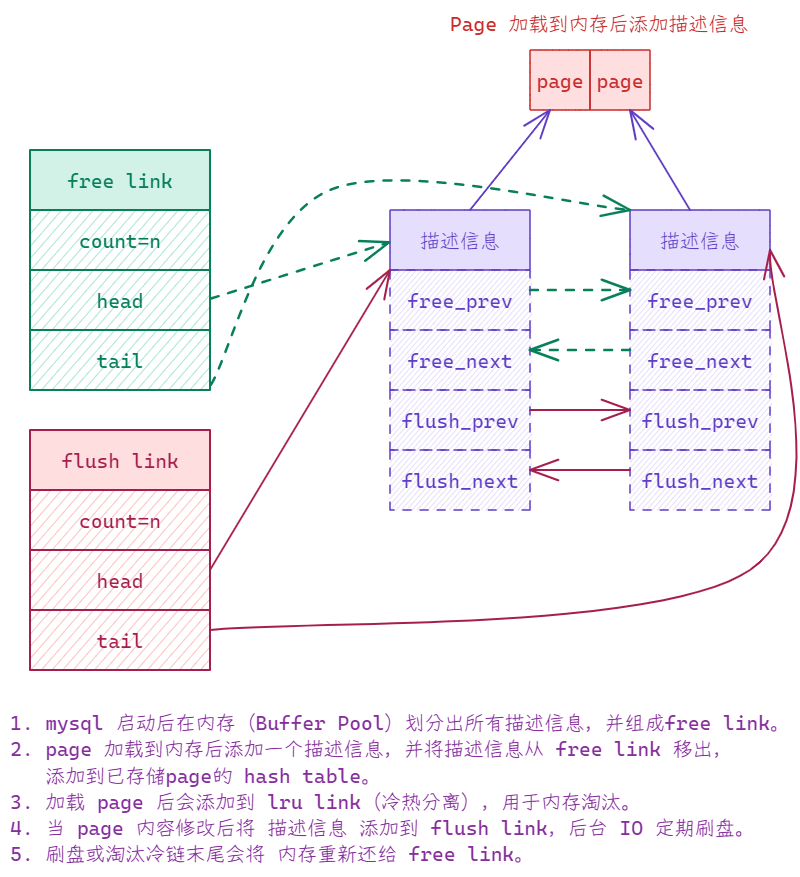 Page 加载到内存后添加描述信息
page page
free link
count=n
head
tail
描述信息
free_prev
free_next
flush_prev
flush_next
描述信息
free_prev
free_next
flush_prev
flush_next
flush link
count=n
head
tail
1. mysql 启动后在内存（Buffer Pool）划分出所有描述信息，并组成free link。
2. page 加载到内存后添加一个描述信息，并将描述信息从 free link 移出，
添加到已存储page的 hash table。
3. 加载 page 后会添加到 lru link（冷热分离），用于内存淘汰。
4. 当 page 内容修改后将 描述信息 添加到 flush link，后台 IO 定期刷盘。
5. 刷盘或淘汰冷链末尾会将 内存重新还给 free link。